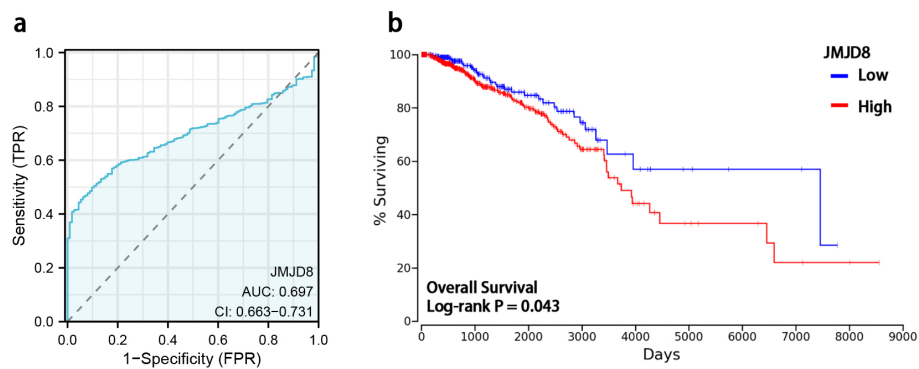 a
1.0
0.8
0.6
0.4
0.2
0.0
Sensitivity (TPR)
JMJD8
AUC: 0.697
CI: 0.663−0.731
0.0 0.2 0.4 0.6 0.8 1.0
1−Specificity (FPR)
b
100
80
60
40
20
0
% Surviving
JMJD8
Low
High
Overall Survival
Log-rank P = 0.043
0 1000 2000 3000 4000 5000 6000 7000 8000 9000
Days